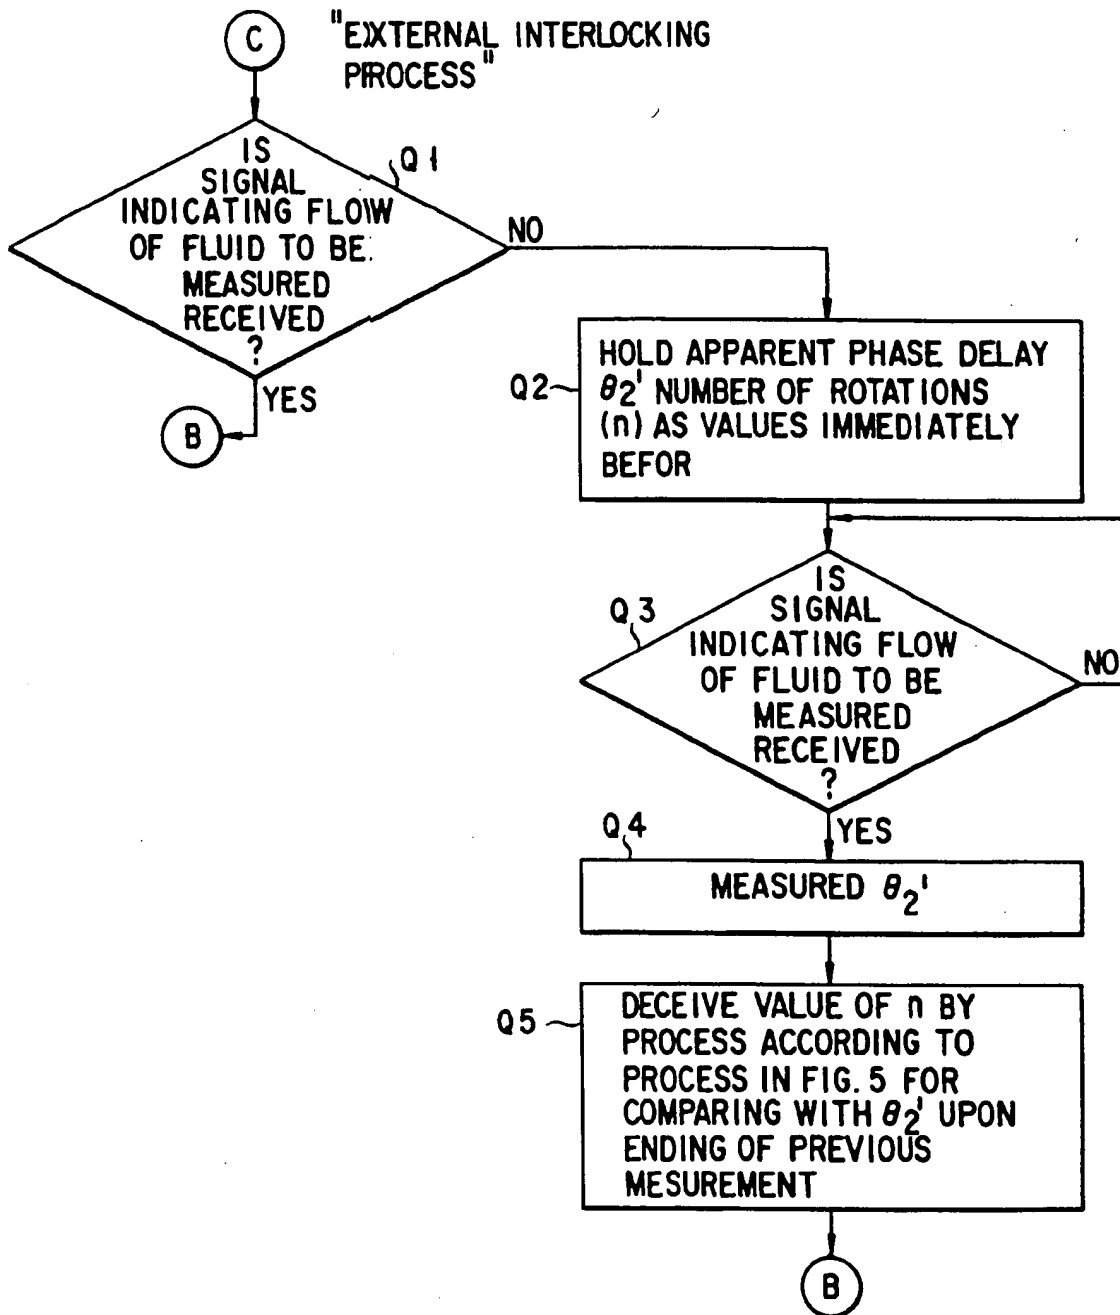 C
"EXTERNAL INTERLOCKING
PROCESS"
IS
SIGNAL
INDICATING FLOW
OF FLUID TO BE
MEASURED
RECEIVED
?
Q1
NO
YES
B
Q2
HOLD APPARENT PHASE DELAY
θ2' NUMBER OF ROTATIONS
(n) AS VALUES IMMEDIATELY
BEFOR
IS
SIGNAL
INDICATING FLOW
OF FLUID TO BE
MEASURED
RECEIVED
?
Q3
NO
YES
Q4
MEASURED θ2'
Q5
DECEIVE VALUE OF n BY
PROCESS ACCORDING TO
PROCESS IN FIG. 5 FOR
COMPARING WITH θ2' UPON
ENDING OF PREVIOUS
MESUREMENT
B